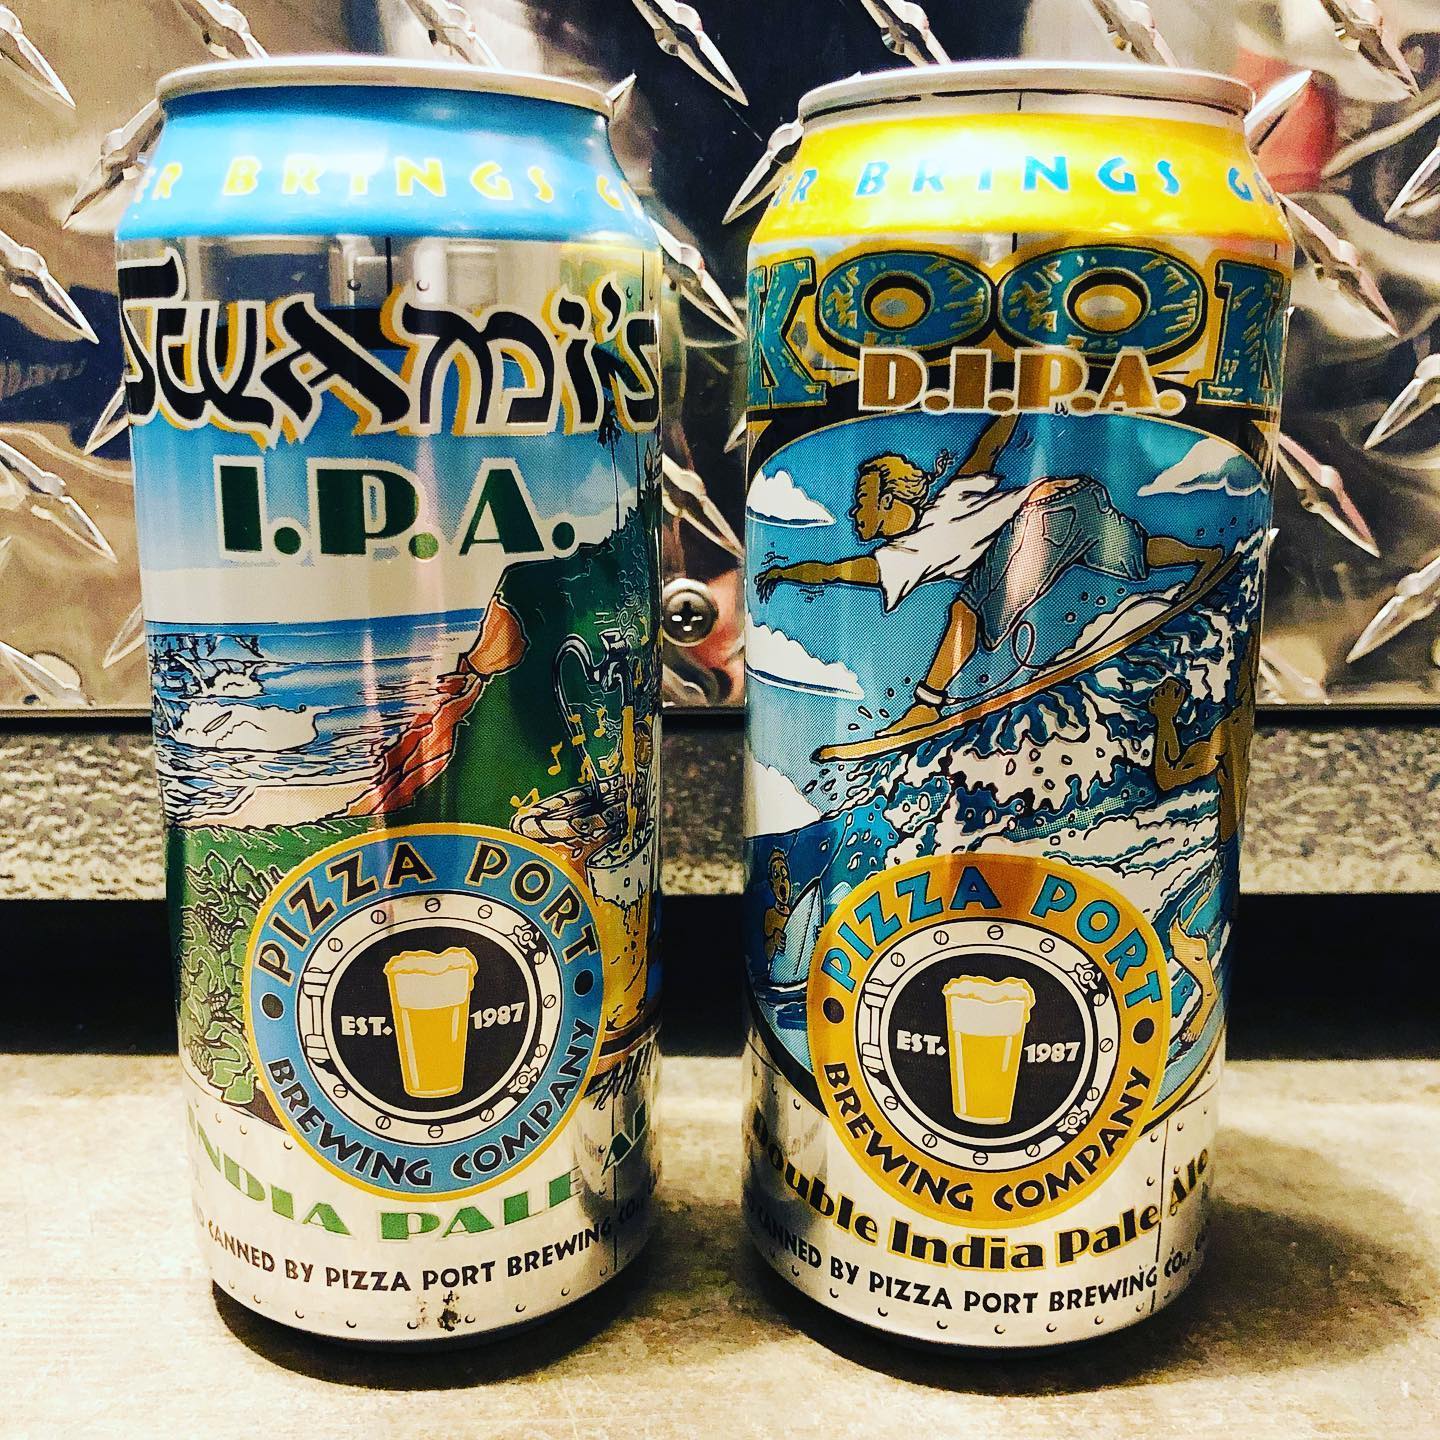 BRINGS
Swami's
I.P.A.
PIZZA PORT
EST. 1987
BREWING COMPANY
INDIA PALE
CANNED BY PIZZA PORT BREWING CO.
BRINGS
KOOK
D.I.P.A.
PIZZA PORT
EST. 1987
BREWING COMPANY
Double India Pale Ale
CANNED BY PIZZA PORT BREWING CO.,